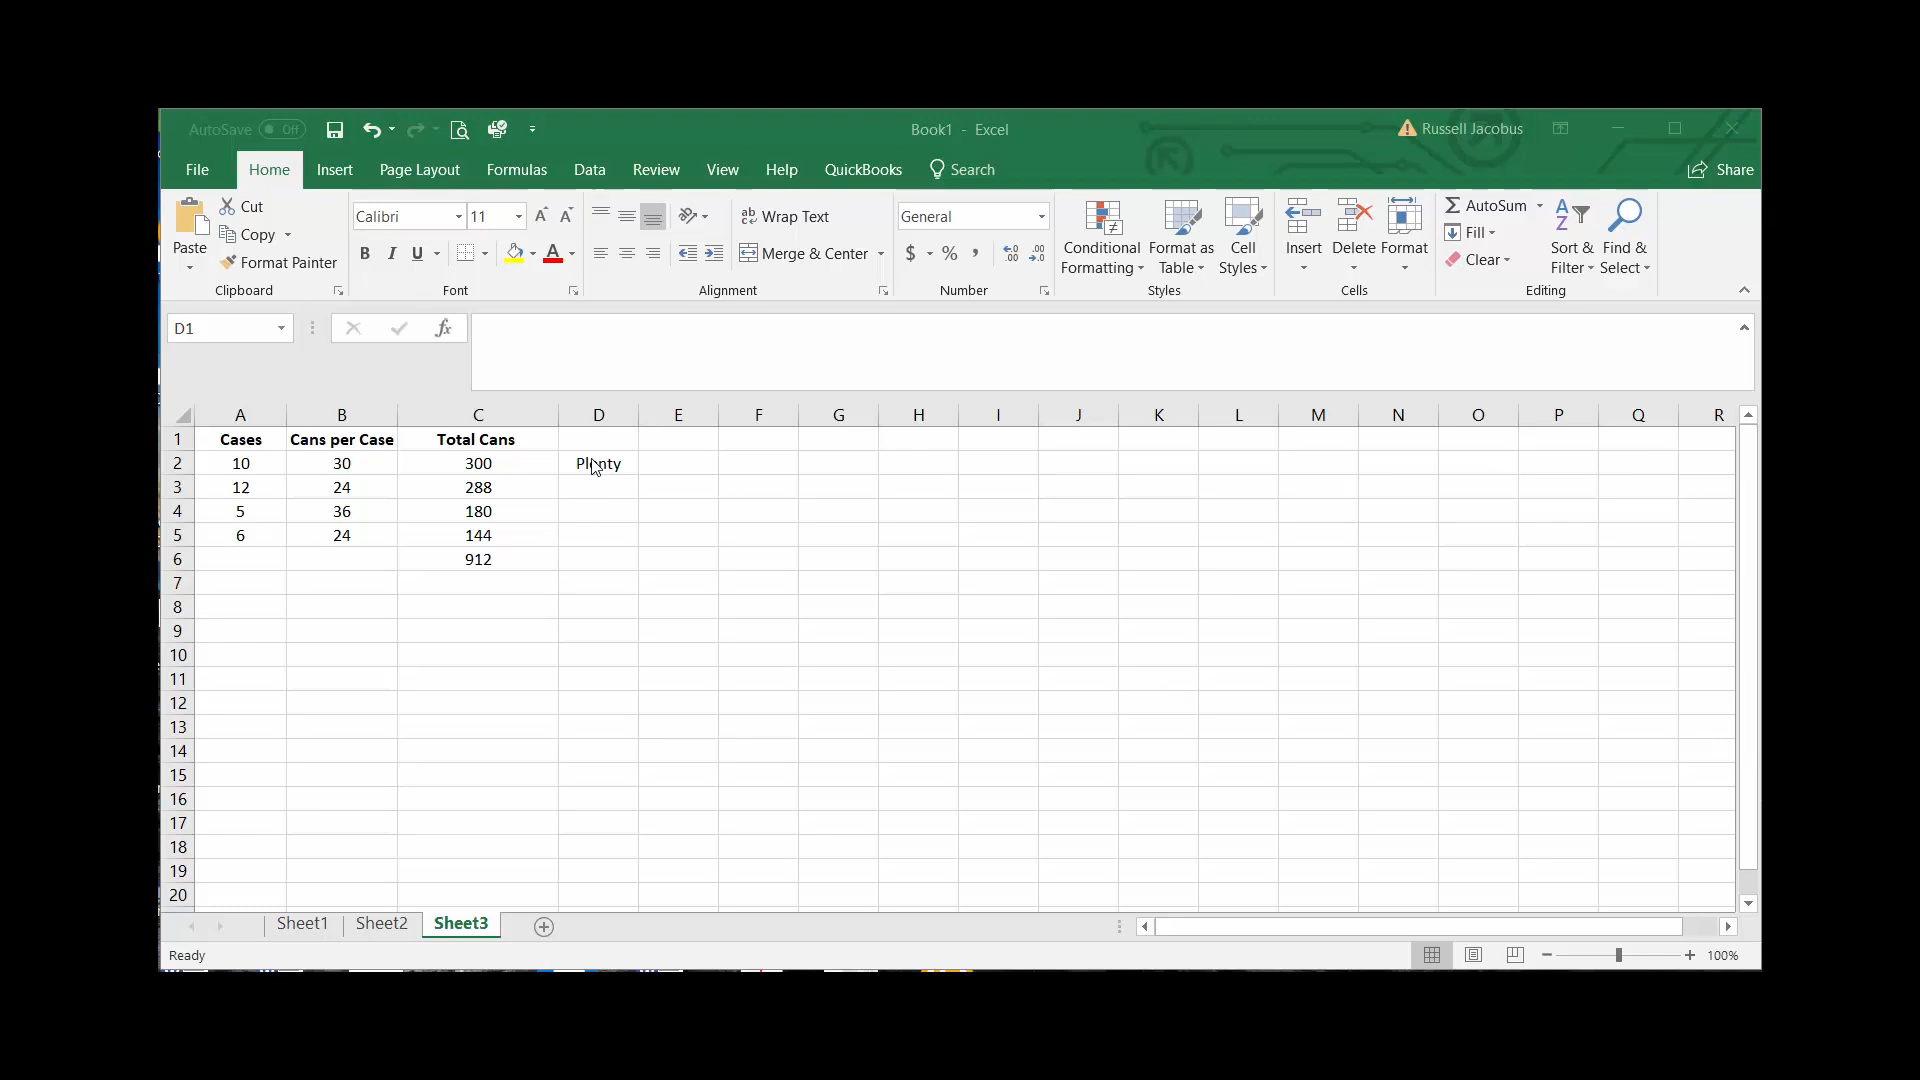 AutoSave Off
Book1 - Excel
Russell Jacobus
File Home Insert Page Layout Formulas Data Review View Help QuickBooks Search Share
Paste
Cut
Copy
Format Painter
Clipboard
Calibri 11
B I U A
Font
Wrap Text
Merge & Center
Alignment
General
$ % ,
Number
Conditional Formatting
Format as Table
Cell Styles
Styles
Insert
Delete
Format
Cells
AutoSum
Fill
Clear
Sort & Filter
Find & Select
Editing
D1 fx
A B C D E F G H I J K L M N O P Q R
1 Cases Cans per Case Total Cans
2 10 30 300 Plenty
3 12 24 288
4 5 36 180
5 6 24 144
6 912
7
8
9
10
11
12
13
14
15
16
17
18
19
20
Sheet1 Sheet2 Sheet3
Ready 100%